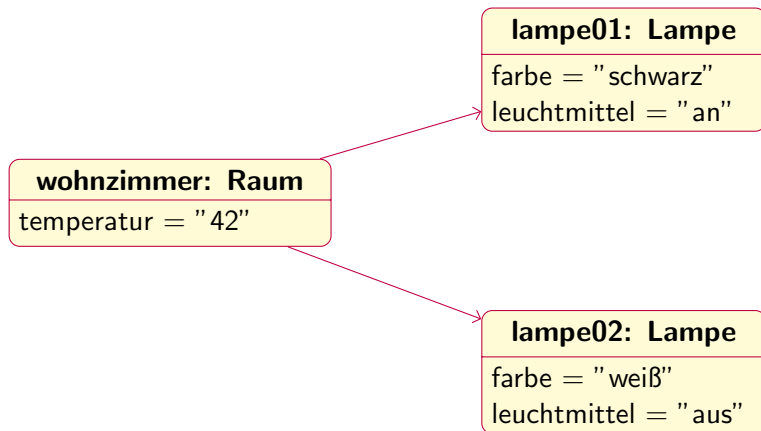 lampe01: Lampe
farbe = ”schwarz”
leuchtmittel = ”an”
wohnzimmer: Raum
temperatur = ”42”
lampe02: Lampe
farbe = ”weiß”
leuchtmittel = ”aus”